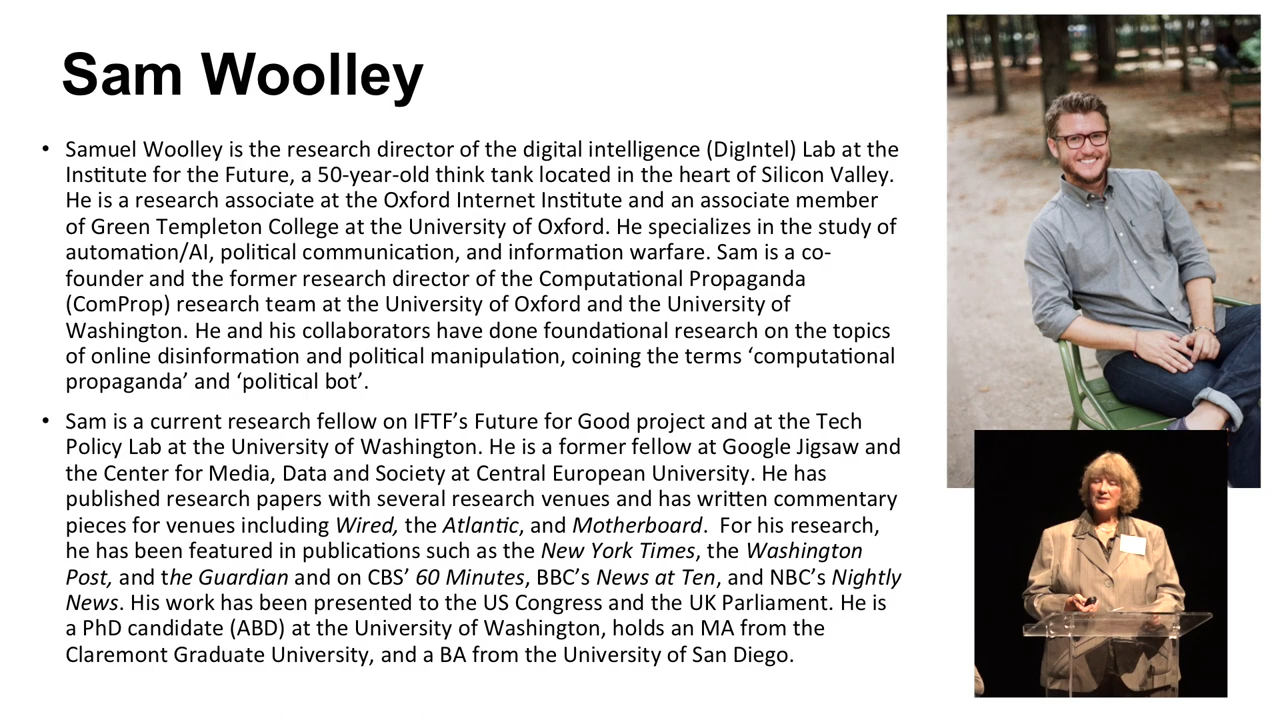 Sam Woolley
• Samuel Woolley is the research director of the digital intelligence (DigIntel) Lab at the
Institute for the Future, a 50-year-old think tank located in the heart of Silicon Valley.
He is a research associate at the Oxford Internet Institute and an associate member
of Green Templeton College at the University of Oxford. He specializes in the study of
automation/AI, political communication, and information warfare. Sam is a co-
founder and the former research director of the Computational Propaganda
(ComProp) research team at the University of Oxford and the University of
Washington. He and his collaborators have done foundational research on the topics
of online disinformation and political manipulation, coining the terms ‘computational
propaganda’ and ‘political bot’.
• Sam is a current research fellow on IFTF’s Future for Good project and at the Tech
Policy Lab at the University of Washington. He is a former fellow at Google Jigsaw and
the Center for Media, Data and Society at Central European University. He has
published research papers with several research venues and has written commentary
pieces for venues including Wired, the Atlantic, and Motherboard.  For his research,
he has been featured in publications such as the New York Times, the Washington
Post, and the Guardian and on CBS’ 60 Minutes, BBC’s News at Ten, and NBC’s Nightly
News. His work has been presented to the US Congress and the UK Parliament. He is
a PhD candidate (ABD) at the University of Washington, holds an MA from the
Claremont Graduate University, and a BA from the University of San Diego.